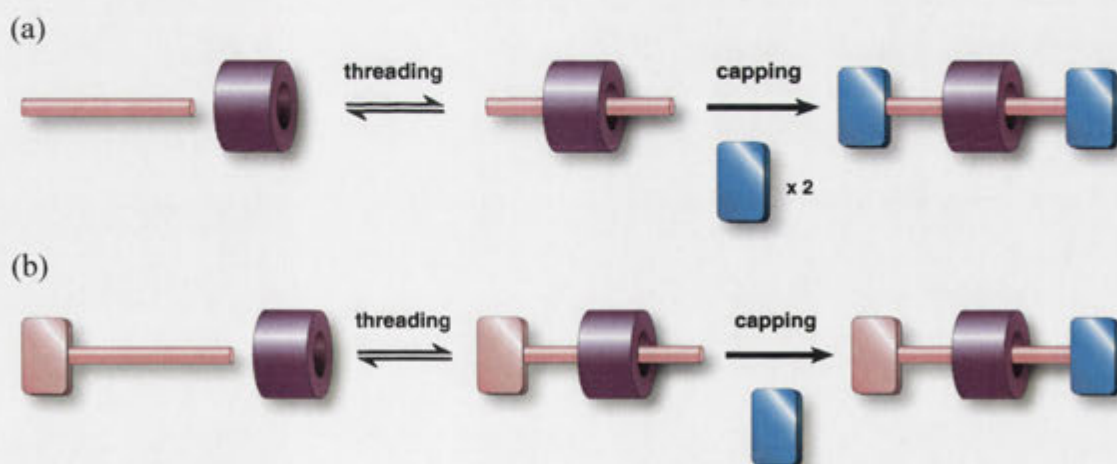 (a)
threading
capping
x 2
(b)
threading
capping